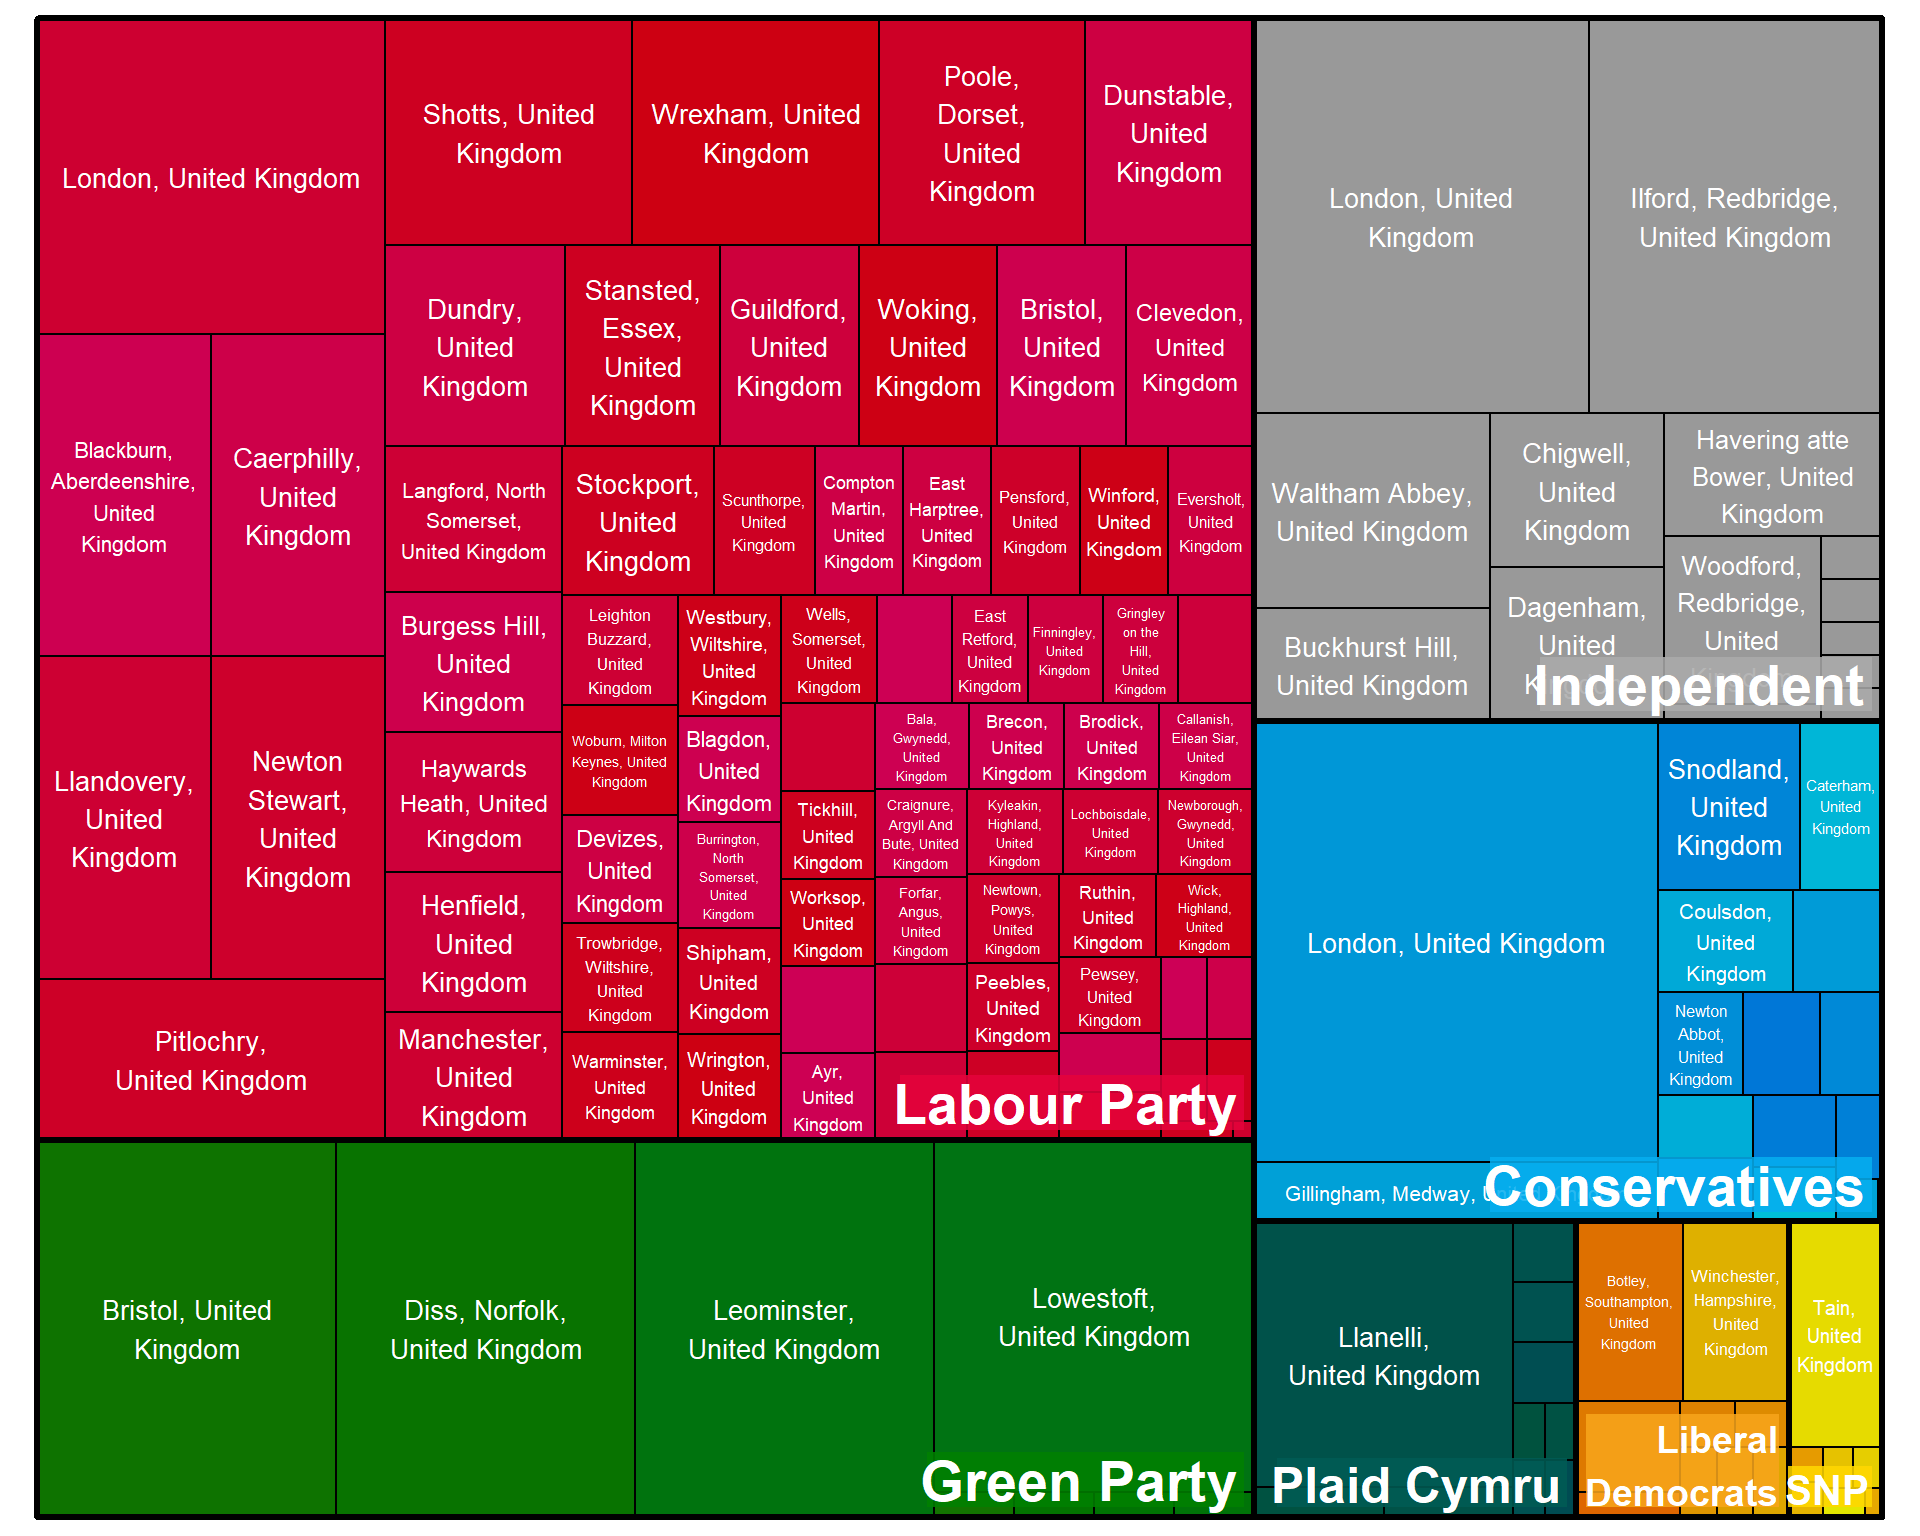 London, United Kingdom
Shotts, United
Kingdom
Wrexham, United
Kingdom
Poole,
Dorset,
United
Kingdom
Dunstable,
United
Kingdom
Dundry,
United
Kingdom
Stansted,
Essex,
United
Kingdom
Guildford,
United
Kingdom
Woking,
United
Kingdom
Bristol,
United
Kingdom
Clevedon,
United
Kingdom
Blackburn,
Aberdeenshire,
United
Kingdom
Caerphilly,
United
Kingdom
Llandovery,
United
Kingdom
Newton
Stewart,
United
Kingdom
Pitlochry,
United Kingdom
Langford, North
Somerset,
United Kingdom
Burgess Hill,
United
Kingdom
Haywards
Heath, United
Kingdom
Henfield,
United
Kingdom
Manchester,
United
Kingdom
Stockport,
United
Kingdom
Scunthorpe,
United
Kingdom
Compton
Martin,
United
Kingdom
East
Harptree,
United
Kingdom
Pensford,
United
Kingdom
Winford,
United
Kingdom
Eversholt,
United
Kingdom
Leighton
Buzzard,
United
Kingdom
Woburn, Milton
Keynes, United
Kingdom
Devizes,
United
Kingdom
Trowbridge,
Wiltshire,
United
Kingdom
Warminster,
United
Kingdom
Westbury,
Wiltshire,
United
Kingdom
Blagdon,
United
Kingdom
Burrington,
North
Somerset,
United
Kingdom
Shipham,
United
Kingdom
Wrington,
United
Kingdom
Wells,
Somerset,
United
Kingdom
Tickhill,
United
Kingdom
Worksop,
United
Kingdom
Ayr,
United
Kingdom
East
Retford,
United
Kingdom
Finningley,
United
Kingdom
Gringley
on the
Hill,
United
Kingdom
Bala,
Gwynedd,
United
Kingdom
Brecon,
United
Kingdom
Brodick,
United
Kingdom
Callanish,
Eilean Siar,
United
Kingdom
Craignure,
Argyll And
Bute, United
Kingdom
Kyleakin,
Highland,
United
Kingdom
Lochboisdale,
United
Kingdom
Newborough,
Gwynedd,
United
Kingdom
Forfar,
Angus,
United
Kingdom
Newtown,
Powys,
United
Kingdom
Ruthin,
United
Kingdom
Wick,
Highland,
United
Kingdom
Peebles,
United
Kingdom
Pewsey,
United
Kingdom
Labour Party
Bristol, United
Kingdom
Diss, Norfolk,
United Kingdom
Leominster,
United Kingdom
Lowestoft,
United Kingdom
Green Party
London, United
Kingdom
Ilford, Redbridge,
United Kingdom
Waltham Abbey,
United Kingdom
Buckhurst Hill,
United Kingdom
Chigwell,
United
Kingdom
Dagenham,
United
Havering atte
Bower, United
Kingdom
Woodford,
Redbridge,
United
Independent
London, United Kingdom
Gillingham, Medway,
Snodland,
United
Kingdom
Caterham,
United
Kingdom
Coulsdon,
United
Kingdom
Newton
Abbot,
United
Kingdom
Conservatives
Llanelli,
United Kingdom
Plaid Cymru
Botley,
Southampton,
United
Kingdom
Winchester,
Hampshire,
United
Kingdom
Liberal
Democrats
Tain,
United
Kingdom
SNP